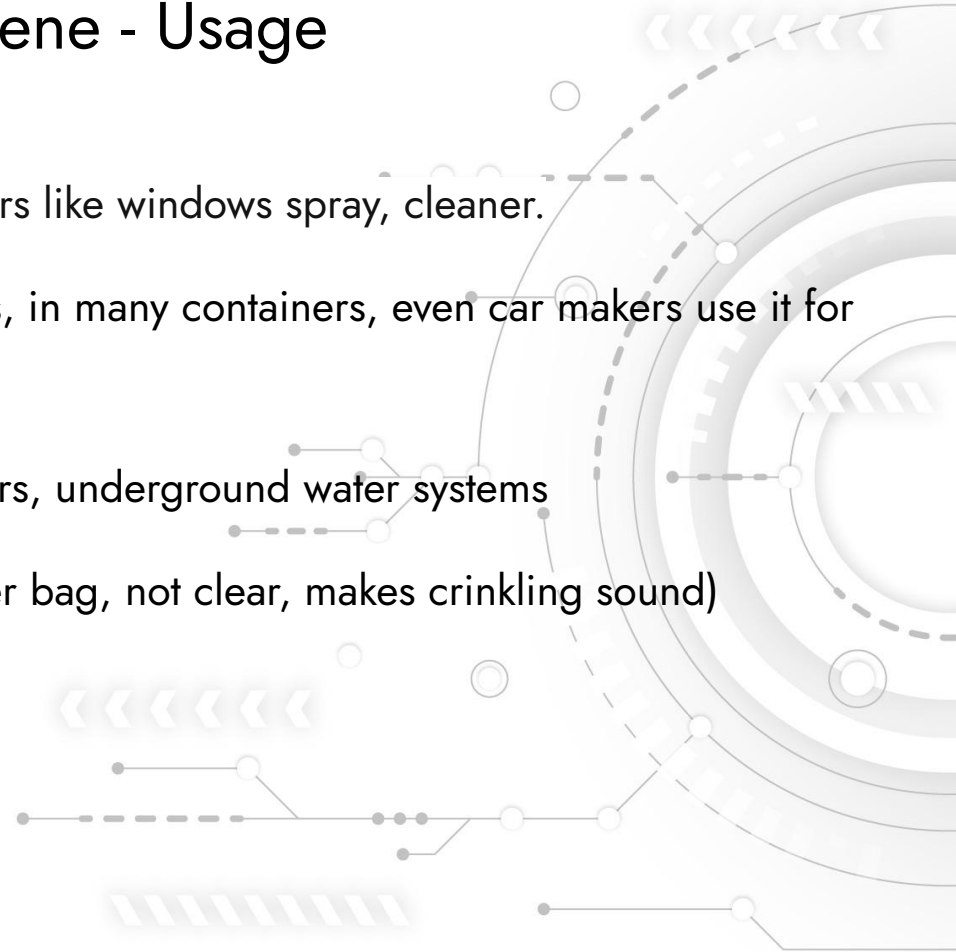 ene - Usage
rs like windows spray, cleaner.
, in many containers, even car makers use it for
rs, underground water systems
r bag, not clear, makes crinkling sound)